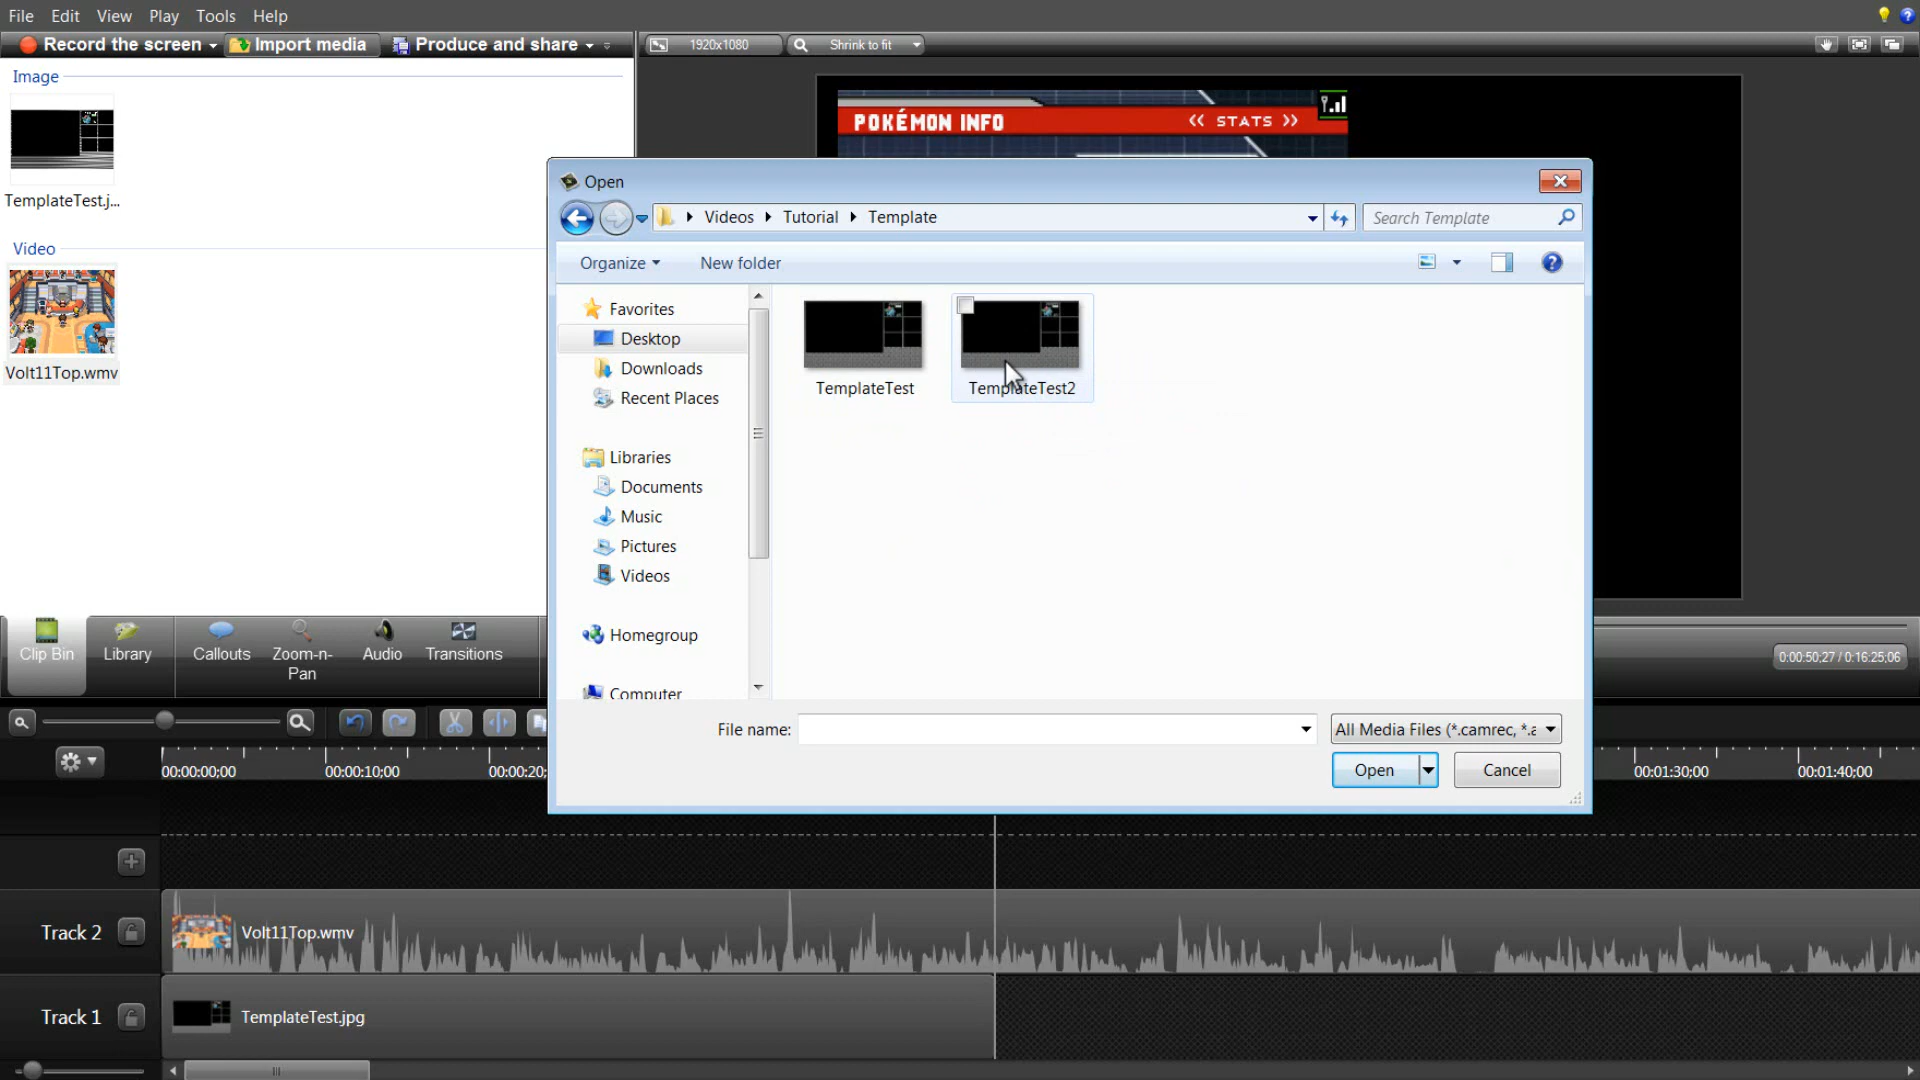 File Edit View Play Tools Help
Record the screen Import media Produce and share 1920x1080 Shrink to fit
Image
TemplateTest.j...
Video
Volt11Top.wmv
POKÉMON INFO << STATS >>
Open
Videos Tutorial Template Search Template
Organize New folder
Favorites
Desktop
Downloads
Recent Places
Libraries
Documents
Music
Pictures
Videos
Homegroup
Computer
TemplateTest TemplateTest2
File name: All Media Files (*.camrec, *.a
Open Cancel
Clip Bin Library Callouts Zoom-n-Pan Audio Transitions
0:00:50;27 / 0:16:25;06
00:00:00;00 00:00:10;00 00:00:20; 00:01:30;00 00:01:40;00
Track 2 Volt11Top.wmv
Track 1 TemplateTest.jpg